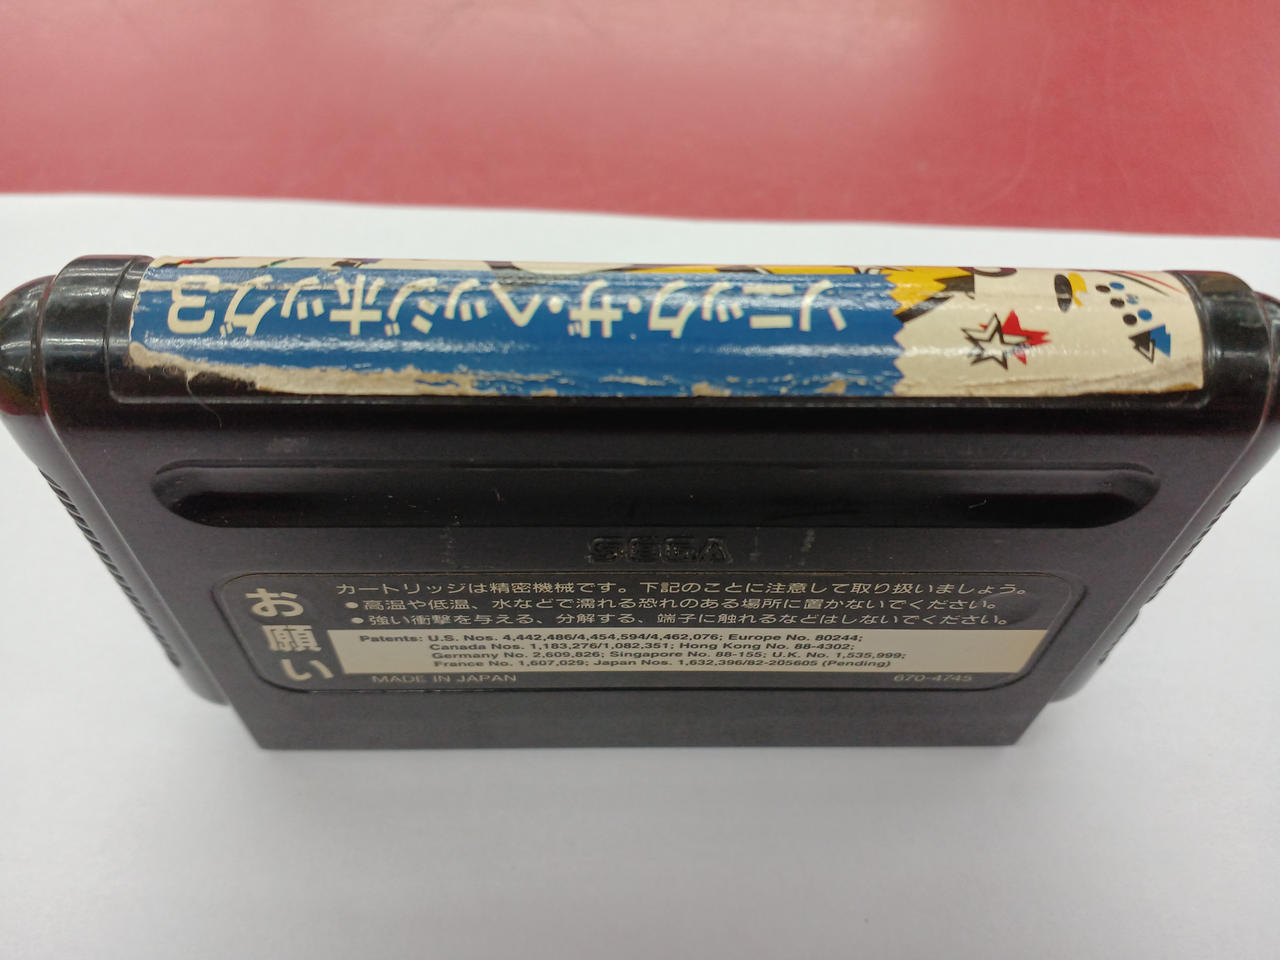 ソニック・ザ・ヘッジホッグ3
SEGA
お願い
カートリッジは精密機械です。下記のことに注意して取り扱いましょう。
●高温や低温、水などで濡れる恐れのある場所に置かないでください。
●強い衝撃を与える、分解する、端子に触れるなどはしないでください。
Patents: U.S. Nos. 4,442,486/4,454,594/4,462,076; Europe No. 80244;
Canada Nos. 1,183,276/1,082,351; Hong Kong No. 88-4302;
Germany No. 2,609,826; Singapore No. 88-155; U.K. No. 1,535,999;
France No. 1,607,029; Japan Nos. 1,632,396/82-205605 (Pending)
MADE IN JAPAN
670-4745